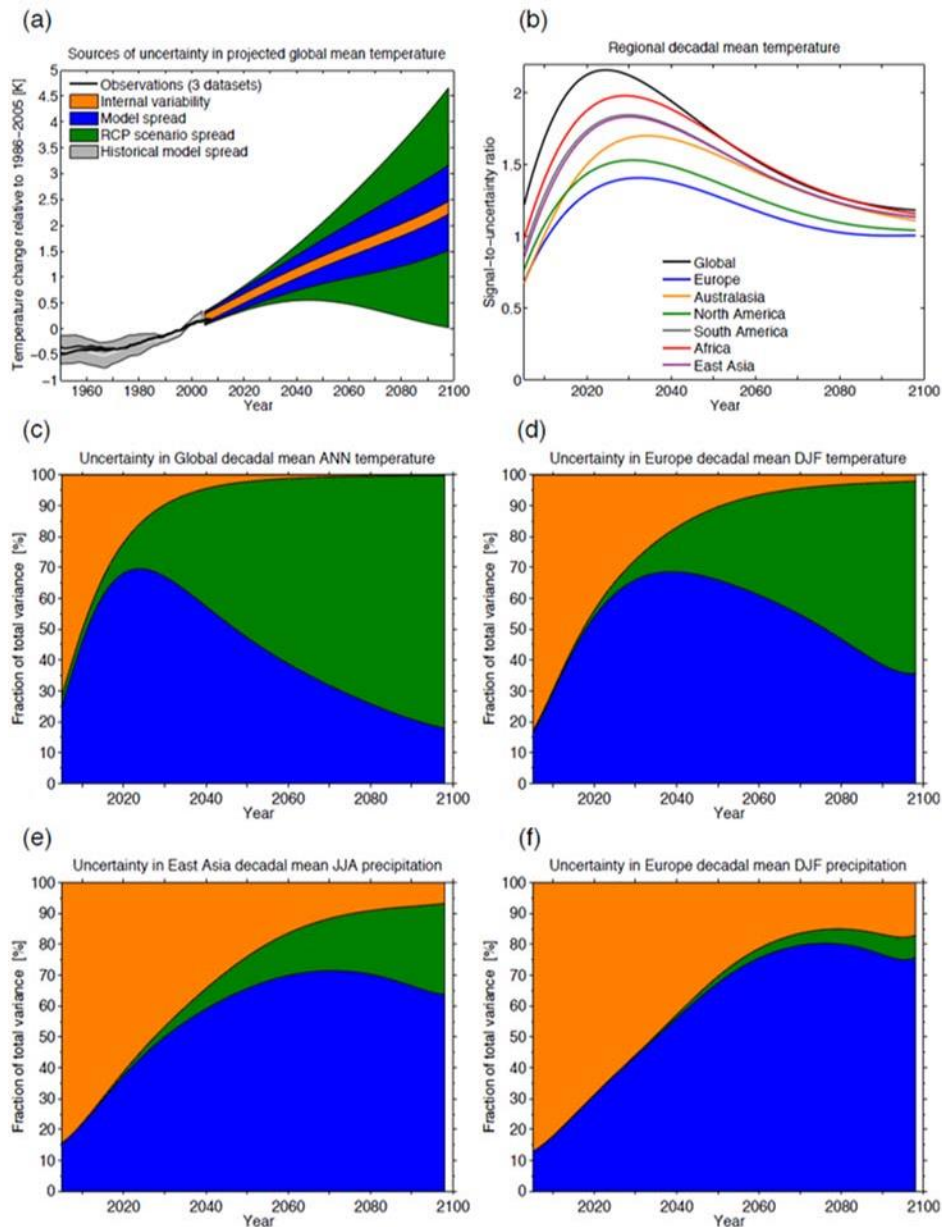 (a)
Sources of uncertainty in projected global mean temperature
Temperature change relative to 1986−2005 [K]
5
4.5
4
3.5
3
2.5
2
1.5
1
0.5
0
−0.5
−1
Observations (3 datasets)
Internal variability
Model spread
RCP scenario spread
Historical model spread
1960 1980 2000 2020 2040 2060 2080 2100
Year
(b)
Regional decadal mean temperature
Signal−to−uncertainty ratio
2
1.5
1
0.5
0
Global
Europe
Australasia
North America
South America
Africa
East Asia
2020 2040 2060 2080 2100
Year
(c)
Uncertainty in Global decadal mean ANN temperature
Fraction of total variance [%]
100
90
80
70
60
50
40
30
20
10
0
2020 2040 2060 2080 2100
Year
(d)
Uncertainty in Europe decadal mean DJF temperature
Fraction of total variance [%]
100
90
80
70
60
50
40
30
20
10
0
2020 2040 2060 2080 2100
Year
(e)
Uncertainty in East Asia decadal mean JJA precipitation
Fraction of total variance [%]
100
90
80
70
60
50
40
30
20
10
0
2020 2040 2060 2080 2100
Year
(f)
Uncertainty in Europe decadal mean DJF precipitation
Fraction of total variance [%]
100
90
80
70
60
50
40
30
20
10
0
2020 2040 2060 2080 2100
Year